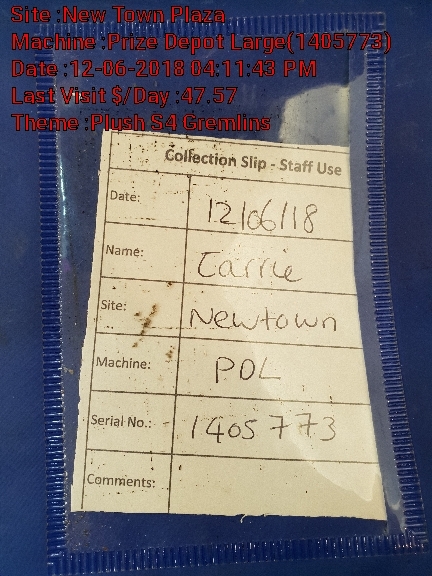 Site :New Town Plaza
Machine :Prize Depot Large(1405773)
Date :12-06-2018 04:11:43 PM
Last Visit $/Day :47.57
Theme :Plush S4 Gremlins
Collection Slip - Staff Use
Date: 12/06/18
Name: Carrie
Site: Newtown
Machine: PDL
Serial No.: 1405773
Comments: